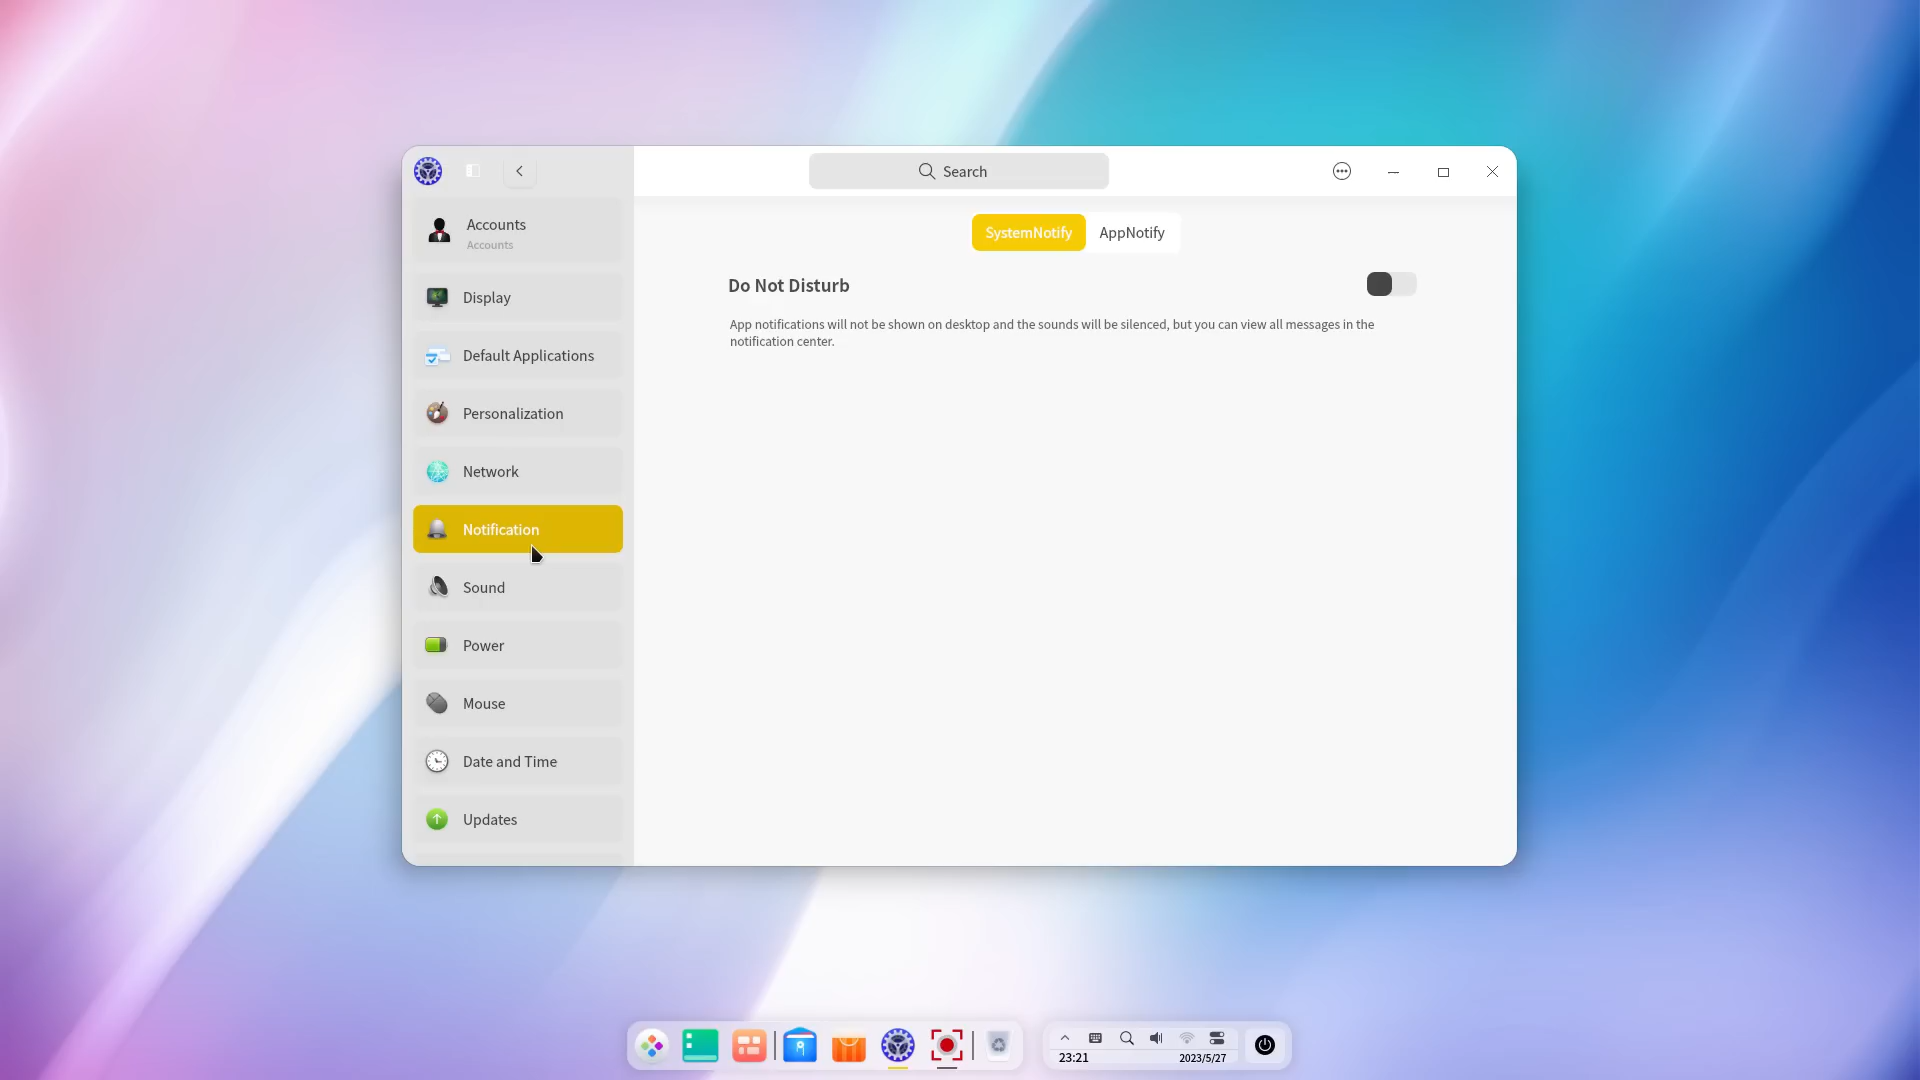 Search
Accounts
Accounts
Display
Default Applications
Personalization
Network
Notification
Sound
Power
Mouse
Date and Time
Updates
SystemNotify
AppNotify
Do Not Disturb
App notifications will not be shown on desktop and the sounds will be silenced, but you can view all messages in the
notification center.
23:21
2023/5/27